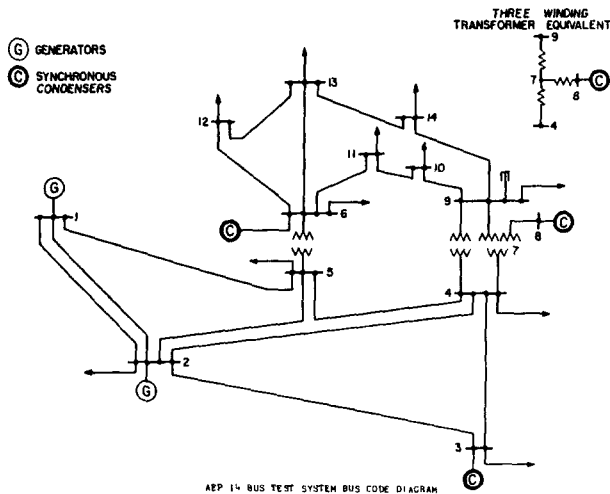 THREE WINDING
TRANSFORMER EQUIVALENT
G GENERATORS
C SYNCHRONOUS
CONDENSERS
9
7
C
8
4
13
14
12
11
10
G
1
6
9
C
C
8
7
5
4
2
G
3
C
AEP 14 BUS TEST SYSTEM BUS CODE DIAGRAM